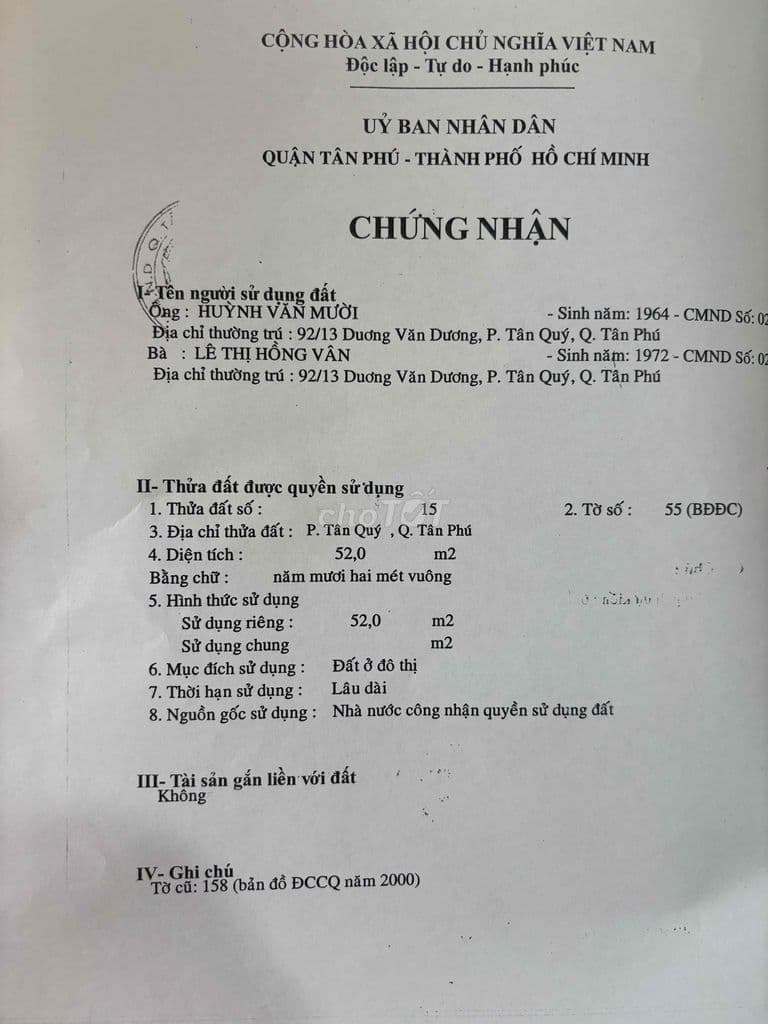 CỘNG HÒA XÃ HỘI CHỦ NGHĨA VIỆT NAM
Độc lập - Tự do - Hạnh phúc
UỶ BAN NHÂN DÂN
QUẬN TÂN PHÚ - THÀNH PHỐ HỒ CHÍ MINH
CHỨNG NHẬN
I- Tên người sử dụng đất
Ông : HUỲNH VĂN MƯỜI - Sinh năm: 1964 - CMND Số: 02
Địa chỉ thường trú : 92/13 Duơng Văn Dương, P. Tân Quý, Q. Tân Phú
Bà : LÊ THỊ HỒNG VÂN - Sinh năm: 1972 - CMND Số: 02
Địa chỉ thường trú : 92/13 Duơng Văn Dương, P. Tân Quý, Q. Tân Phú
II- Thửa đất được quyền sử dụng
1. Thửa đất số : 15 2. Tờ số : 55 (BĐĐC)
chợTỐT
3. Địa chỉ thửa đất : P. Tân Quý , Q. Tân Phú
4. Diện tích : 52,0 m2
Bằng chữ : năm mươi hai mét vuông
5. Hình thức sử dụng
Sử dụng riêng : 52,0 m2
Sử dụng chung m2
6. Mục đích sử dụng : Đất ở đô thị
7. Thời hạn sử dụng : Lâu dài
8. Nguồn gốc sử dụng : Nhà nước công nhận quyền sử dụng đất
III- Tài sản gắn liền với đất
Không
IV- Ghi chú
Tờ cũ: 158 (bản đồ ĐCCQ năm 2000)